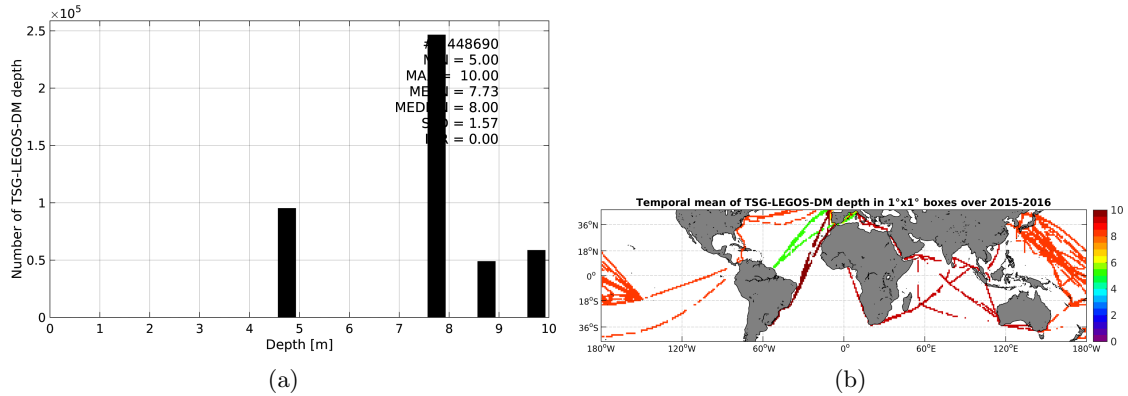 ×10^5
2.5
2
1.5
1
0.5
0
0 1 2 3 4 5 6 7 8 9 10
Number of TSG-LEGOS-DM depth
Depth [m]
448690
= 5.00
= 10.00
= 7.73
= 8.00
= 1.57
= 0.00
(a)
Temporal mean of TSG-LEGOS-DM depth in 1°x1° boxes over 2015-2016
36°N
18°N
0°
18°S
36°S
180°W 120°W 60°W 0° 60°E 120°E 180°W
10
8
6
4
2
0
(b)